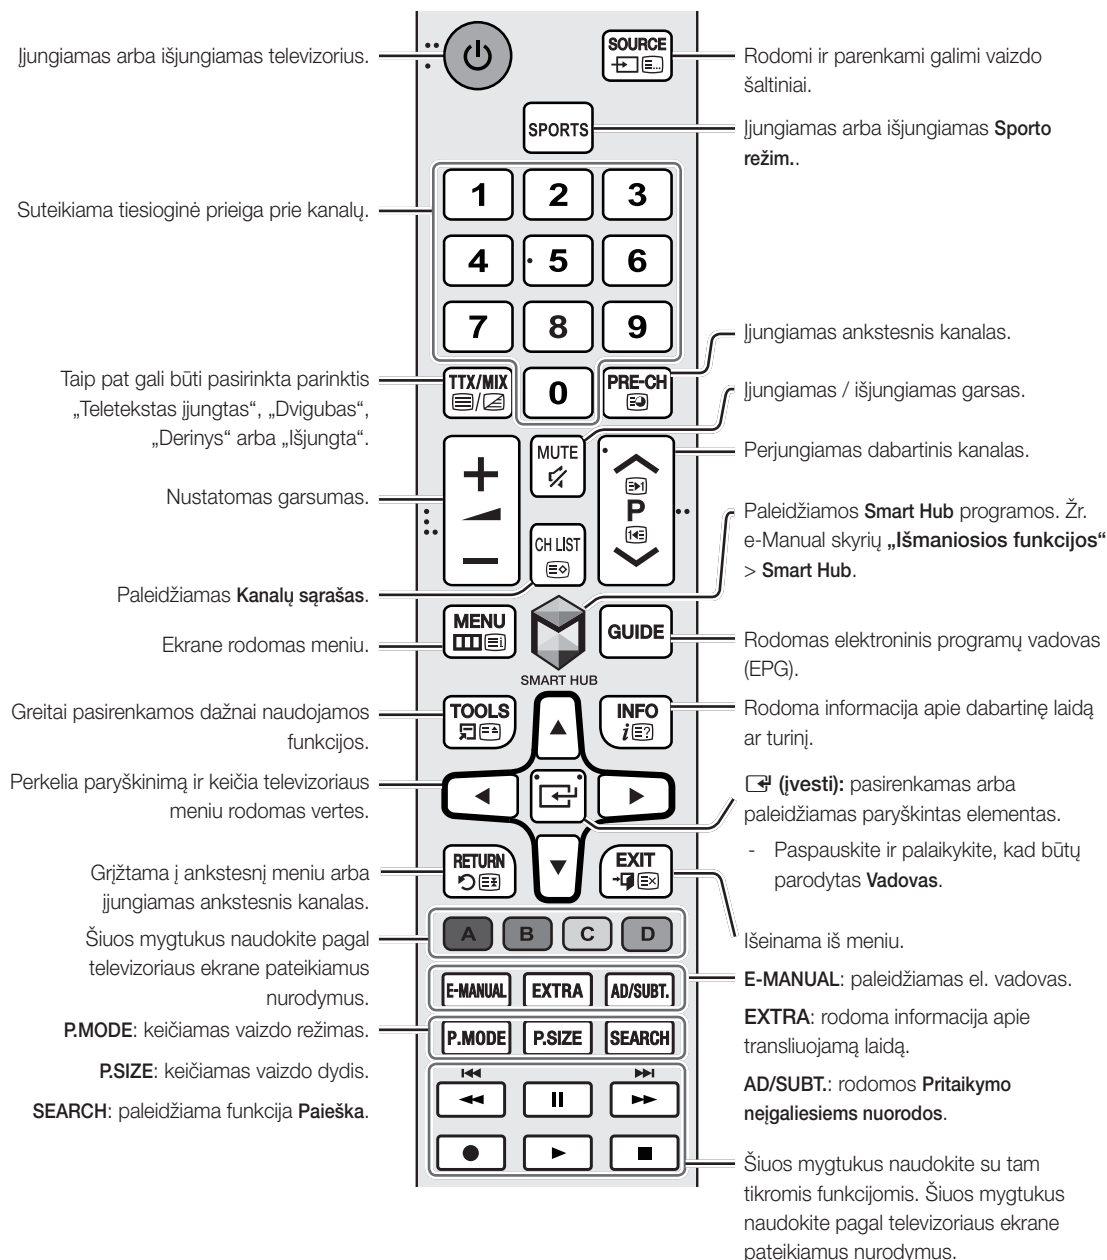 Įjungiamas arba išjungiamas televizorius.
SOURCE
Rodomi ir parenkami galimi vaizdo
šaltiniai.
SPORTS
Įjungiamas arba išjungiamas Sporto
režim..
Suteikiama tiesioginė prieiga prie kanalų.
1 2 3
4 5 6
7 8 9
Įjungiamas ankstesnis kanalas.
Taip pat gali būti pasirinkta parinktis
„Teletekstas įjungtas“, „Dvigubas“,
„Derinys“ arba „Išjungta“.
TTX/MIX 0 PRE-CH
Įjungiamas / išjungiamas garsas.
MUTE
Perjungiamas dabartinis kanalas.
Nustatomas garsumas.
P
Paleidžiamos Smart Hub programos. Žr.
e-Manual skyrių „Išmaniosios funkcijos“
> Smart Hub.
CH LIST
Paleidžiamas Kanalų sąrašas.
MENU
GUIDE
Ekrane rodomas meniu.
Rodomas elektroninis programų vadovas
(EPG).
SMART HUB
TOOLS
INFO
Greitai pasirenkamos dažnai naudojamos
funkcijos.
Rodoma informacija apie dabartinę laidą
ar turinį.
Perkelia paryškinimą ir keičia televizoriaus
meniu rodomas vertes.
(įvesti): pasirenkamas arba
paleidžiamas paryškintas elementas.
- Paspauskite ir palaikykite, kad būtų
parodytas Vadovas.
RETURN
EXIT
Grįžtama į ankstesnį meniu arba
įjungiamas ankstesnis kanalas.
Išeinama iš meniu.
A B C D
Šiuos mygtukus naudokite pagal
televizoriaus ekrane pateikiamus
nurodymus.
E-MANUAL EXTRA AD/SUBT.
E-MANUAL: paleidžiamas el. vadovas.
EXTRA: rodoma informacija apie
transliuojamą laidą.
AD/SUBT.: rodomos Pritaikymo
neįgaliesiems nuorodos.
P.MODE P.SIZE SEARCH
P.MODE: keičiamas vaizdo režimas.
P.SIZE: keičiamas vaizdo dydis.
SEARCH: paleidžiama funkcija Paieška.
Šiuos mygtukus naudokite su tam
tikromis funkcijomis. Šiuos mygtukus
naudokite pagal televizoriaus ekrane
pateikiamus nurodymus.